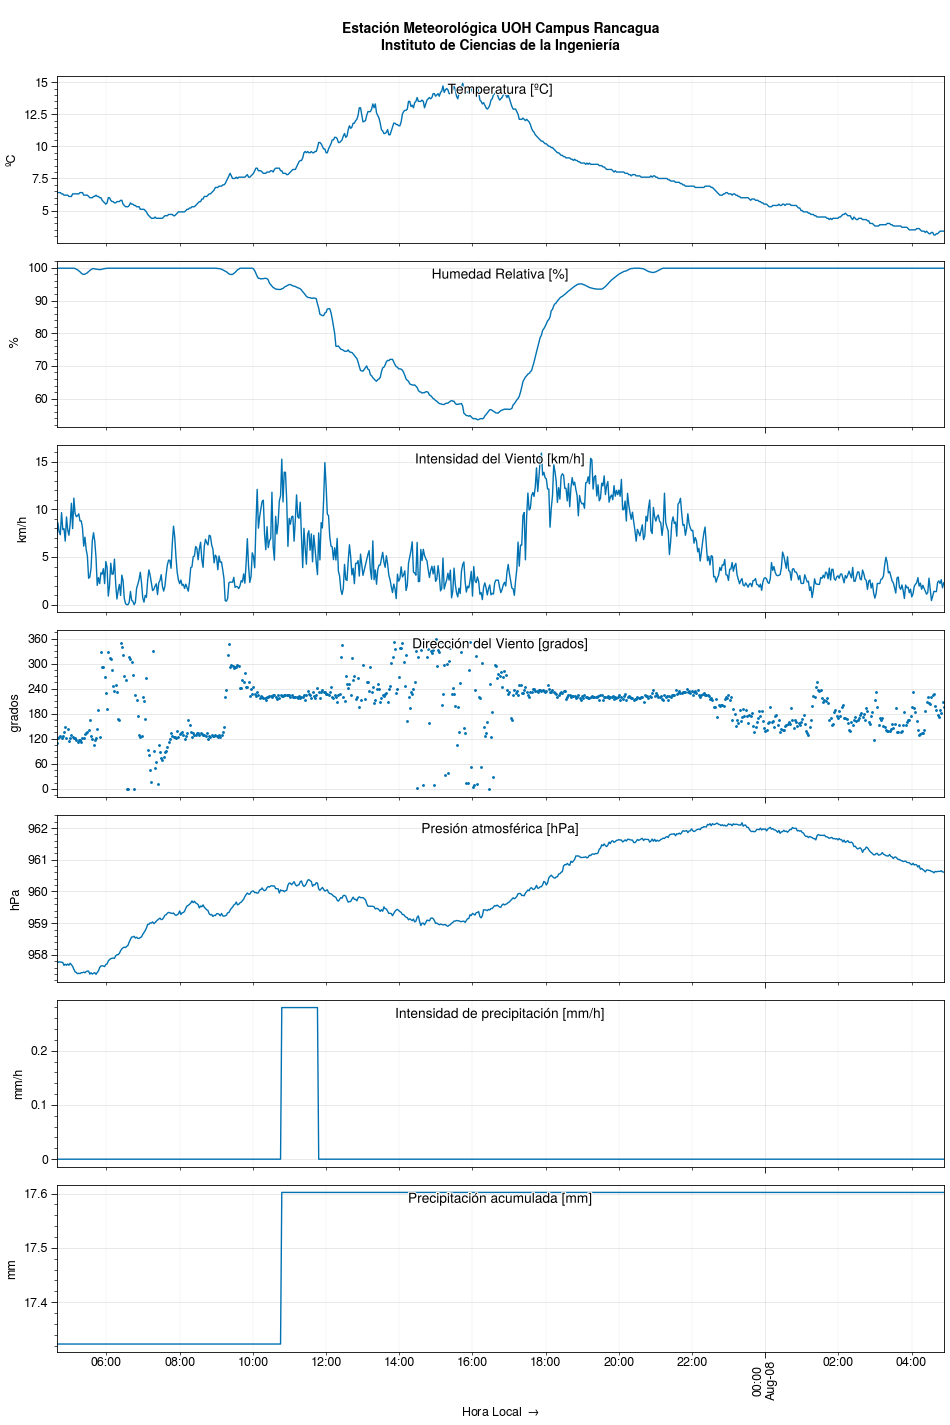 Estación Meteorológica UOH Campus Rancagua
Instituto de Ciencias de la Ingeniería
Temperatura [ºC]
15
12.5
10
7.5
5
ºC
Humedad Relativa [%]
100
90
80
70
60
%
Intensidad del Viento [km/h]
15
10
5
0
km/h
Dirección del Viento [grados]
360
300
240
180
120
60
0
grados
Presión atmosférica [hPa]
962
961
960
959
958
hPa
Intensidad de precipitación [mm/h]
0.2
0.1
0
mm/h
Precipitación acumulada [mm]
17.6
17.5
17.4
mm
06:00 08:00 10:00 12:00 14:00 16:00 18:00 20:00 22:00 00:00 02:00 04:00
Aug-08
Hora Local →